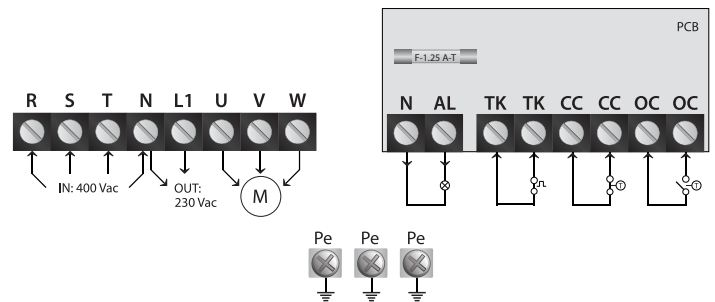 PCB
F-1.25 A-T
R S T N L1 U V W
N AL TK TK CC CC OC OC
IN: 400 Vac
OUT:
230 Vac
M
T
T
Pe Pe Pe